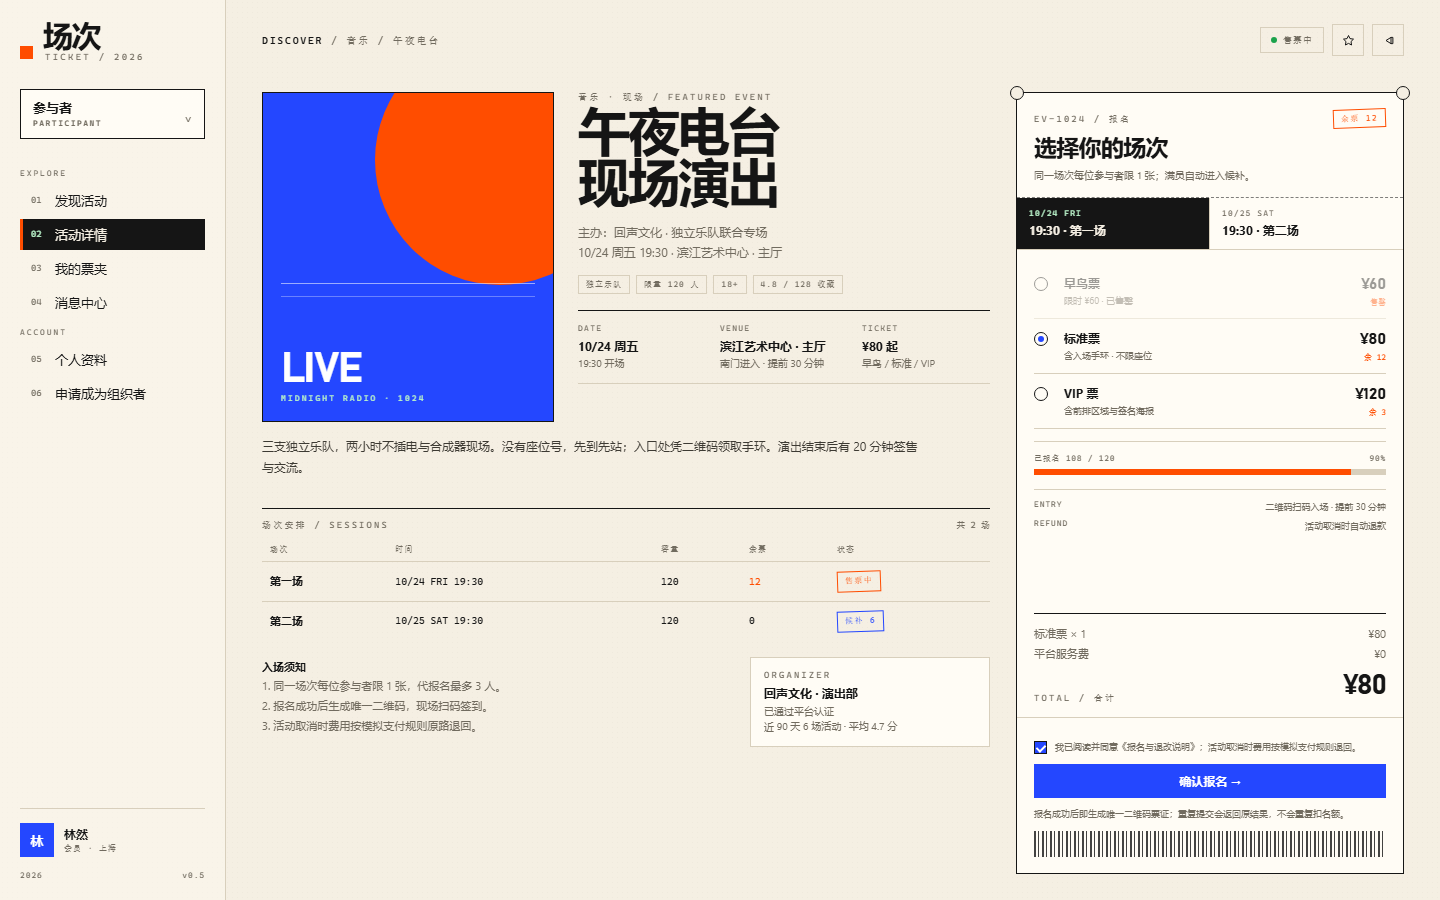 场次
TICKET / 2026
参与者
PARTICIPANT
v
EXPLORE
01 发现活动
02 活动详情
03 我的票夹
04 消息中心
ACCOUNT
05 个人资料
06 申请成为组织者
林
林然
会员 · 上海
2026 v0.5
DISCOVER / 音乐 / 午夜电台
售票中
LIVE
MIDNIGHT RADIO · 1024
音乐 · 现场 / FEATURED EVENT
午夜电台
现场演出
主办：回声文化 · 独立乐队联合专场
10/24 周五 19:30 · 滨江艺术中心 · 主厅
独立乐队 限量 120 人 18+ 4.8 / 128 收藏
DATE VENUE TICKET
10/24 周五 滨江艺术中心 · 主厅 ¥80 起
19:30 开场 南门进入 · 提前 30 分钟 早鸟 / 标准 / VIP
三支独立乐队，两小时不插电与合成器现场。没有座位号，先到先站；入口处凭二维码领取手环。演出结束后有 20 分钟签售
与交流。
场次安排 / SESSIONS 共 2 场
场次 时间 容量 余票 状态
第一场 10/24 FRI 19:30 120 12 售票中
第二场 10/25 SAT 19:30 120 0 候补 6
入场须知
1. 同一场次每位参与者限 1 张，代报名最多 3 人。
2. 报名成功后生成唯一二维码，现场扫码签到。
3. 活动取消时费用按模拟支付规则原路退回。
ORGANIZER
回声文化 · 演出部
已通过平台认证
近 90 天 6 场活动 · 平均 4.7 分
EV-1024 / 报名
余票 12
选择你的场次
同一场次每位参与者限 1 张；满员自动进入候补。
10/24 FRI 10/25 SAT
19:30 · 第一场 19:30 · 第二场
早鸟票 ¥60
限时 ¥60 · 已售罄 售罄
标准票 ¥80
含入场手环 · 不限座位 余 12
VIP 票 ¥120
含前排区域与签名海报 余 3
已报名 108 / 120 90%
ENTRY 二维码扫码入场 · 提前 30 分钟
REFUND 活动取消时自动退款
标准票 × 1 ¥80
平台服务费 ¥0
TOTAL / 合计 ¥80
我已阅读并同意《报名与退改说明》；活动取消时费用按模拟支付规则退回。
确认报名 →
报名成功后即生成唯一二维码票证；重复提交会返回原结果，不会重复扣名额。